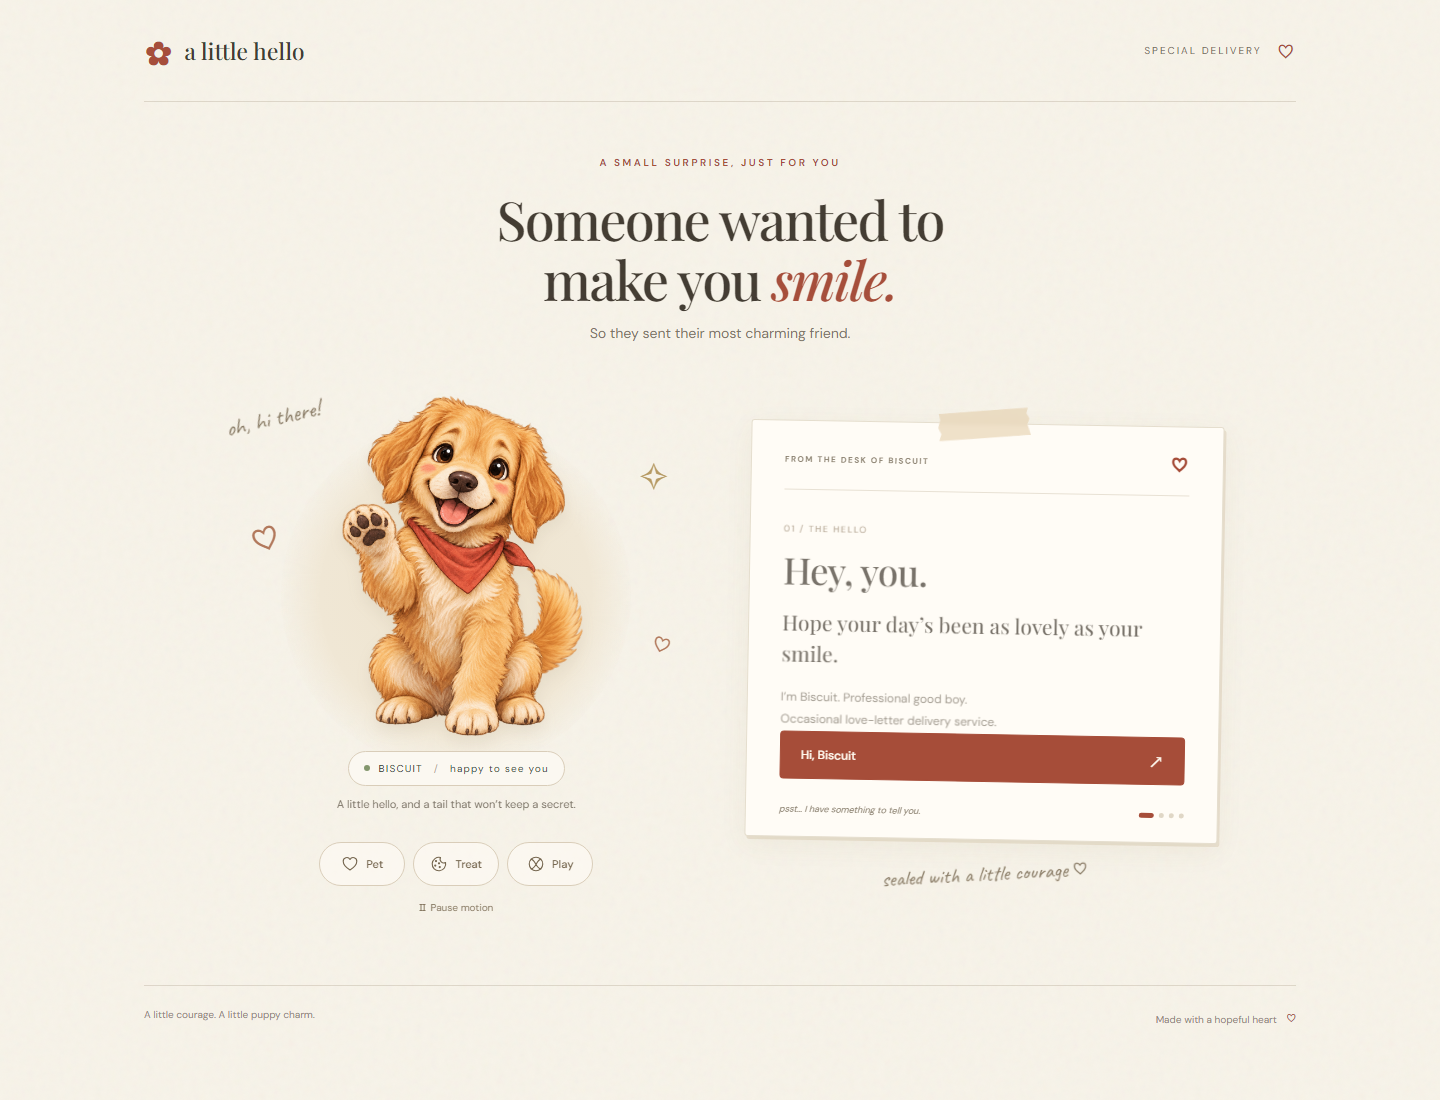 a little hello
SPECIAL DELIVERY
A SMALL SURPRISE, JUST FOR YOU
Someone wanted to
make you smile.
So they sent their most charming friend.
oh, hi there!
BISCUIT / happy to see you
A little hello, and a tail that won’t keep a secret.
Pet
Treat
Play
Pause motion
FROM THE DESK OF BISCUIT
01 / THE HELLO
Hey, you.
Hope your day’s been as lovely as your
smile.
I’m Biscuit. Professional good boy.
Occasional love-letter delivery service.
Hi, Biscuit ↗
psst... I have something to tell you.
sealed with a little courage ♡
A little courage. A little puppy charm.
Made with a hopeful heart ♡